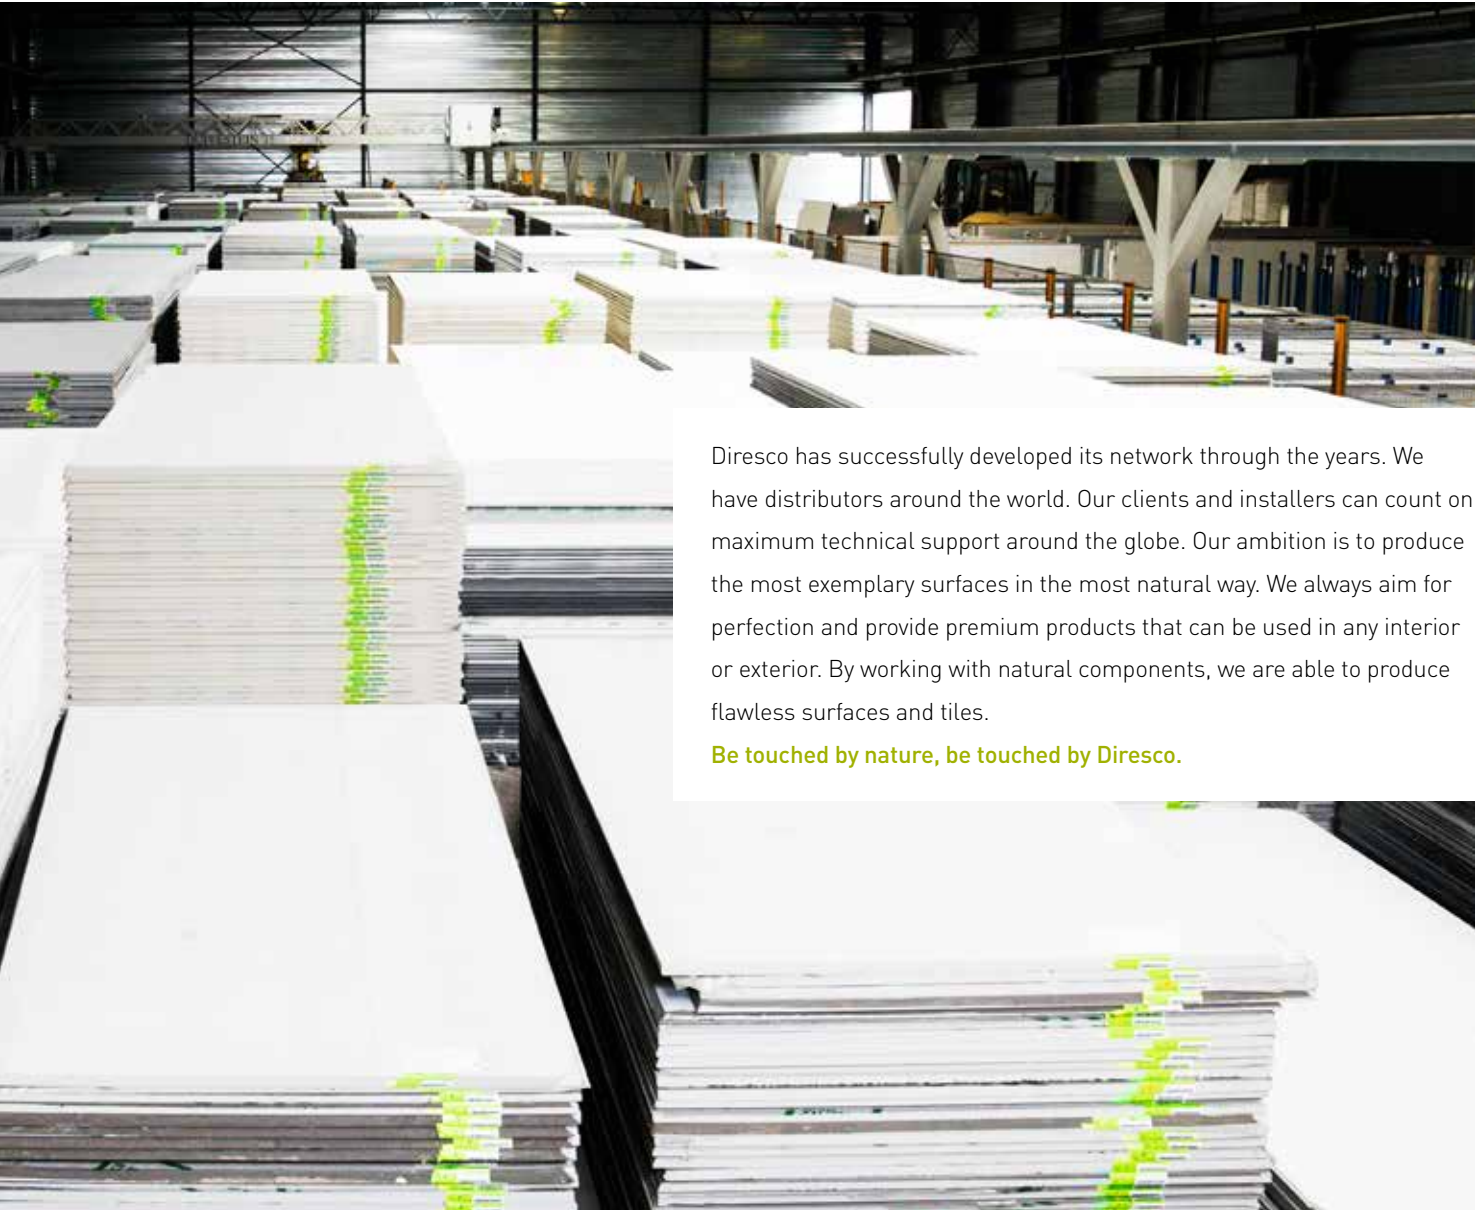 Diresco has successfully developed its network through the years. We
have distributors around the world. Our clients and installers can count on
maximum technical support around the globe. Our ambition is to produce
the most exemplary surfaces in the most natural way. We always aim for
perfection and provide premium products that can be used in any interior
or exterior. By working with natural components, we are able to produce
flawless surfaces and tiles.
Be touched by nature, be touched by Diresco.